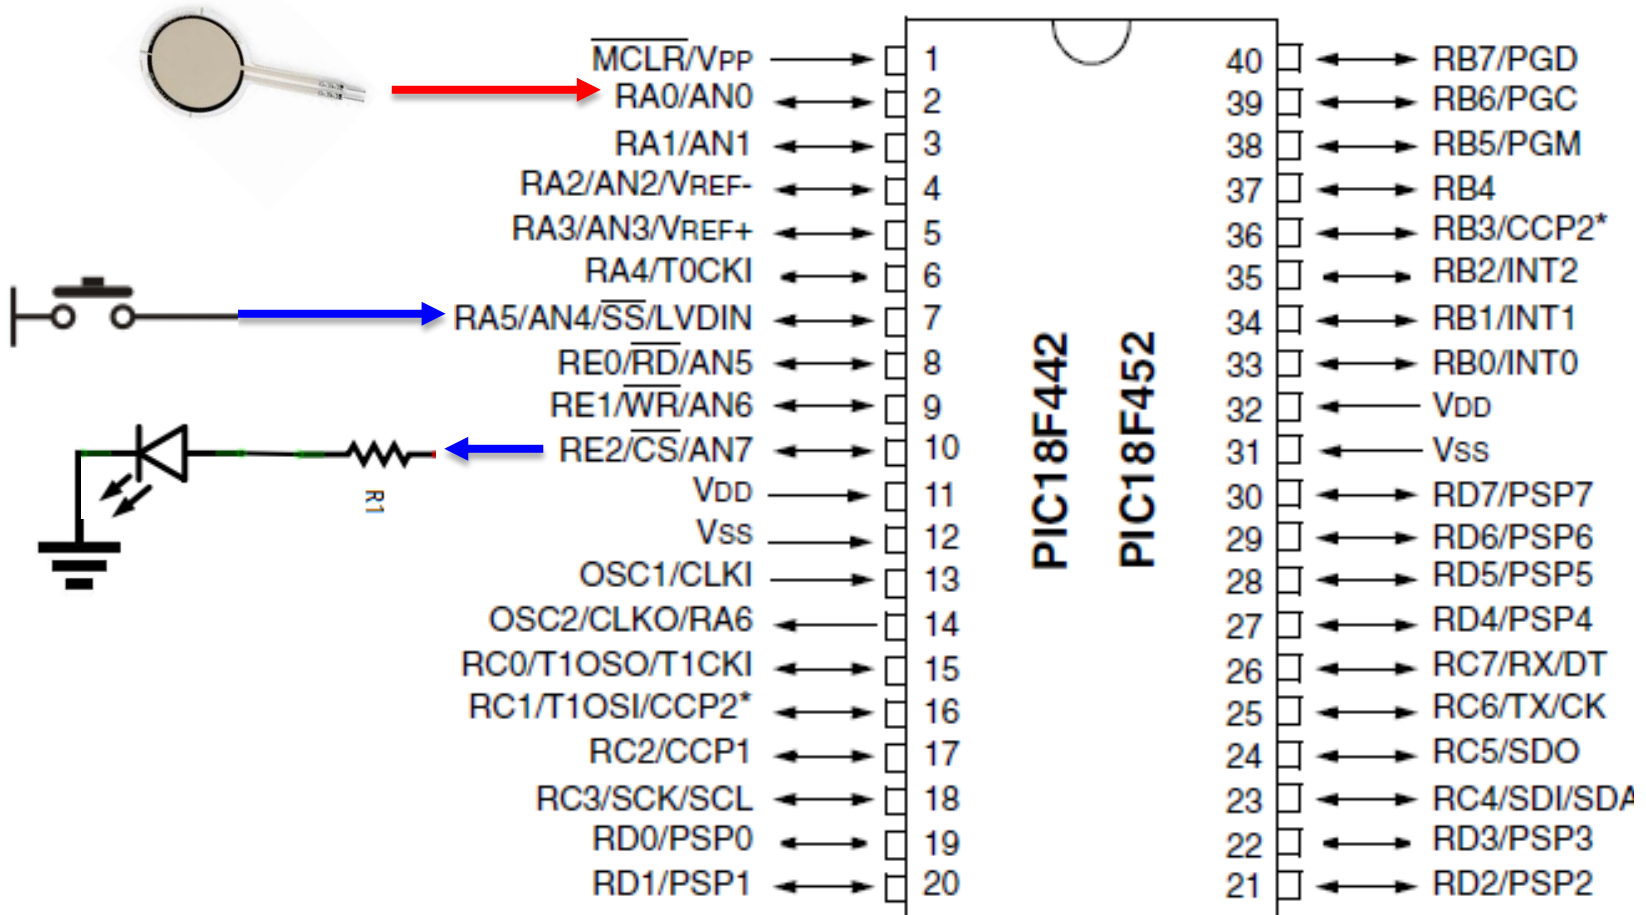 MCLR/VPP 1
RA0/AN0 2
RA1/AN1 3
RA2/AN2/VREF- 4
RA3/AN3/VREF+ 5
RA4/T0CKI 6
RA5/AN4/SS/LVDIN 7
RE0/RD/AN5 8
RE1/WR/AN6 9
RE2/CS/AN7 10
VDD 11
VSS 12
OSC1/CLKI 13
OSC2/CLKO/RA6 14
RC0/T1OSO/T1CKI 15
RC1/T1OSI/CCP2* 16
RC2/CCP1 17
RC3/SCK/SCL 18
RD0/PSP0 19
RD1/PSP1 20
R1
PIC18F442
PIC18F452
40 RB7/PGD
39 RB6/PGC
38 RB5/PGM
37 RB4
36 RB3/CCP2*
35 RB2/INT2
34 RB1/INT1
33 RB0/INT0
32 VDD
31 VSS
30 RD7/PSP7
29 RD6/PSP6
28 RD5/PSP5
27 RD4/PSP4
26 RC7/RX/DT
25 RC6/TX/CK
24 RC5/SDO
23 RC4/SDI/SDA
22 RD3/PSP3
21 RD2/PSP2